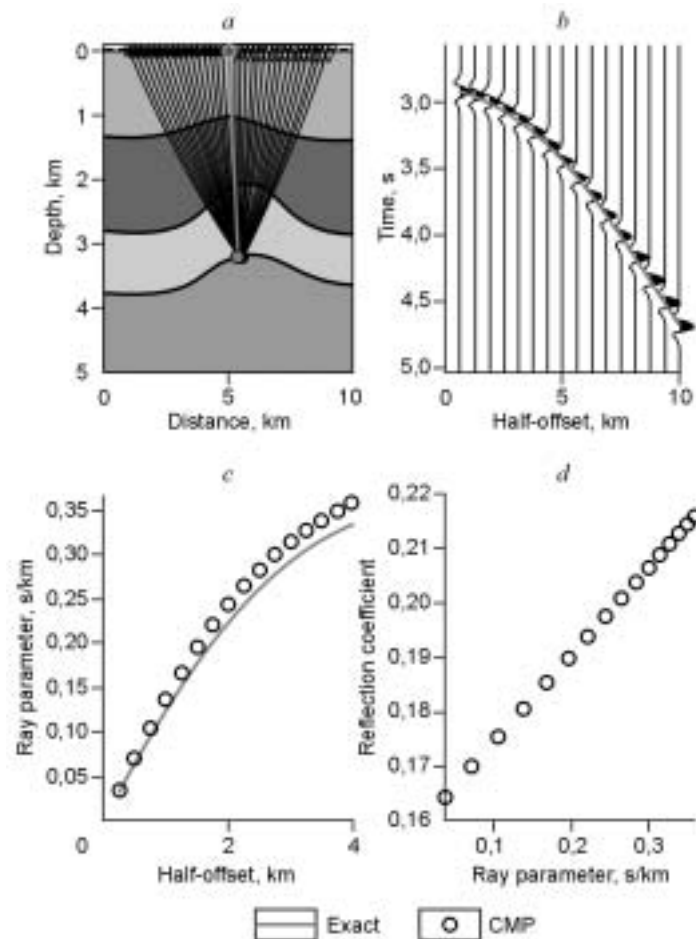 a
0
1
2
3
4
5
Depth, km
0
5
10
Distance, km
b
3,0
3,5
4,0
4,5
5,0
Time, s
0
5
10
Half-offset, km
c
0,35
0,30
0,25
0,20
0,15
0,10
0,05
Ray parameter, s/km
0
2
4
Half-offset, km
d
0,22
0,21
0,20
0,19
0,18
0,17
0,16
Reflection coefficient
0,1
0,2
0,3
Ray parameter, s/km
Exact
CMP